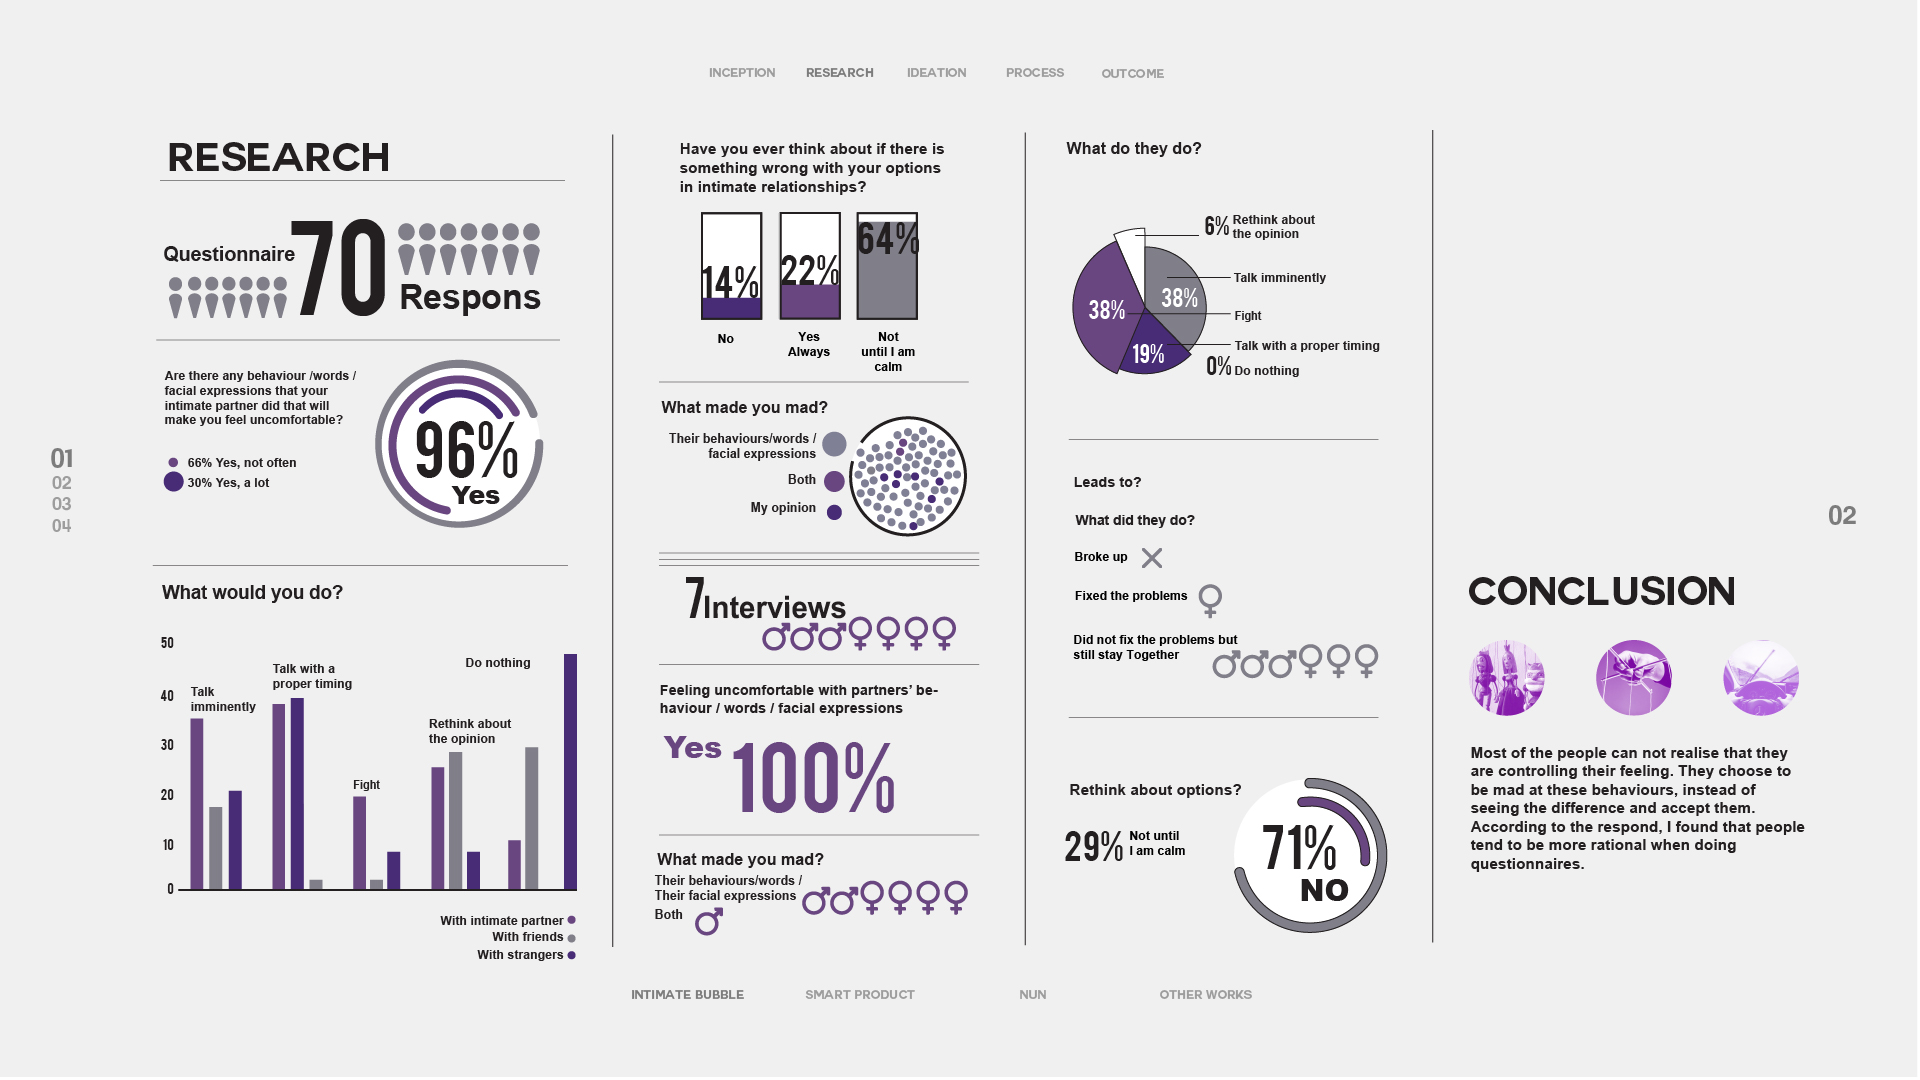 INCEPTION
RESEARCH
IDEATION
PROCESS
OUTCOME
01
02
03
04
RESEARCH
Questionnaire
70
Respons
Are there any behaviour /words /
facial expressions that your
intimate partner did that will
make you feel uncomfortable?
66% Yes, not often
30% Yes, a lot
96%
Yes
What would you do?
50
40
30
20
10
0
Talk
imminently
Talk with a
proper timing
Fight
Rethink about
the opinion
Do nothing
With intimate partner
With friends
With strangers
Have you ever think about if there is
something wrong with your options
in intimate relationships?
14%
22%
64%
No
Yes
Always
Not
until I am
calm
What made you mad?
Their behaviours/words /
facial expressions
Both
My opinion
7 Interviews
Feeling uncomfortable with partners’ be-
haviour / words / facial expressions
Yes 100%
What made you mad?
Their behaviours/words /
Their facial expressions
Both
What do they do?
6% Rethink about
the opinion
Talk imminently
38%
38%
Fight
19%
Talk with a proper timing
0% Do nothing
Leads to?
What did they do?
Broke up
Fixed the problems
Did not fix the problems but
still stay Together
Rethink about options?
29% Not until
I am calm
71%
NO
CONCLUSION
Most of the people can not realise that they
are controlling their feeling. They choose to
be mad at these behaviours, instead of
seeing the difference and accept them.
According to the respond, I found that people
tend to be more rational when doing
questionnaires.
02
INTIMATE BUBBLE
SMART PRODUCT
NUN
OTHER WORKS